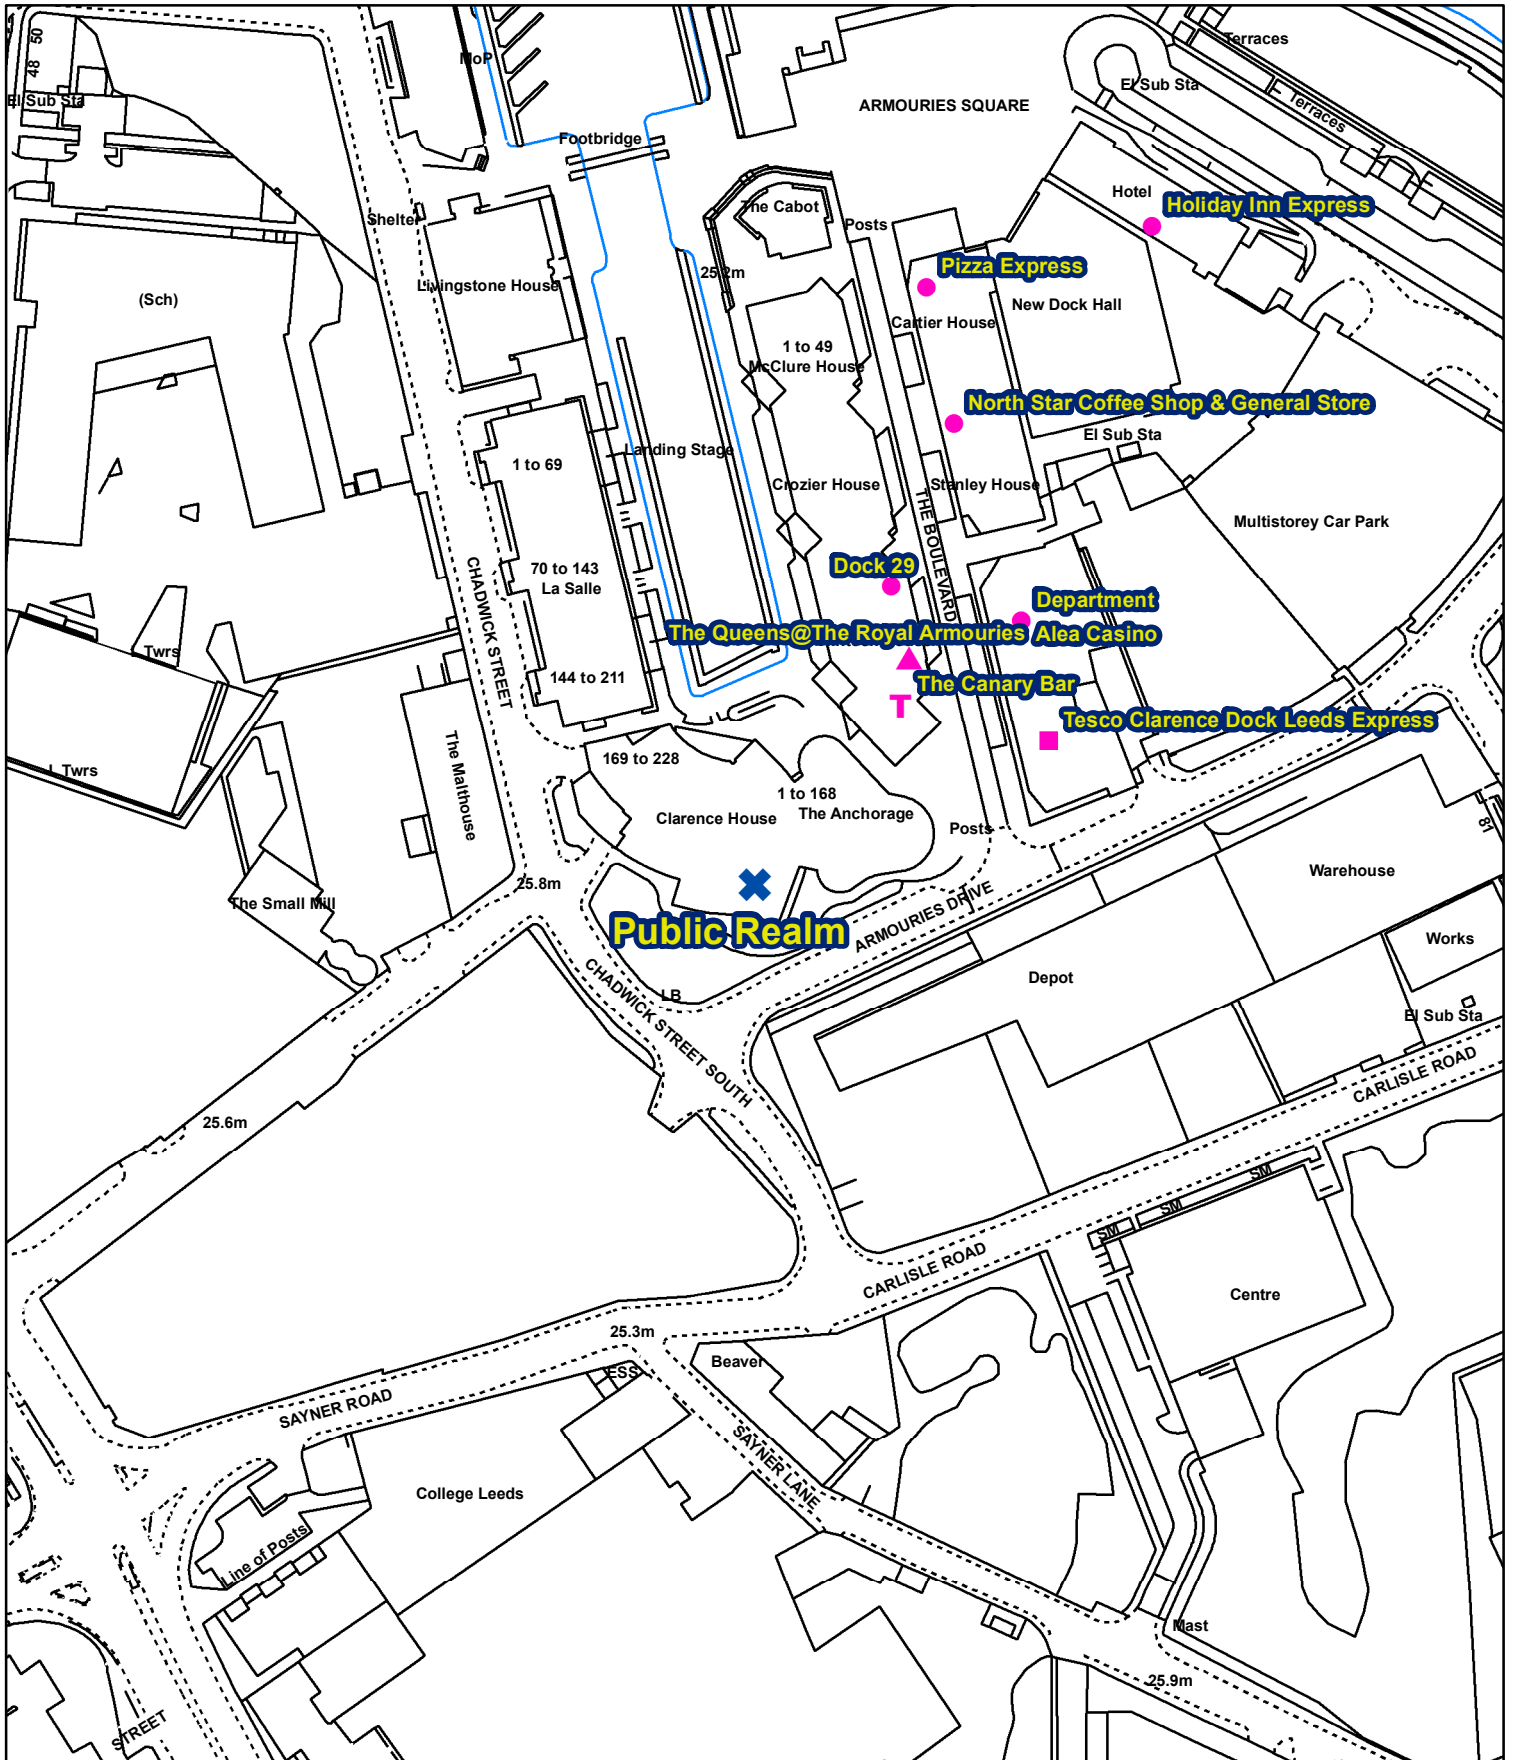 50
48
El Sub Sta
MoP
Footbridge
ARMOURIES SQUARE
Terraces
El Sub Sta
Terraces
Hotel
Holiday Inn Express
Shelter
The Cabot
Posts
(Sch)
Livingstone House
25.2m
Pizza Express
Cartier House
New Dock Hall
1 to 49
McClure House
North Star Coffee Shop & General Store
El Sub Sta
1 to 69
Landing Stage
Crozier House
Stanley House
THE BOULEVARD
Multistorey Car Park
CHADWICK STREET
70 to 143
La Salle
Dock 29
Department
The Queens@The Royal Armouries
Alea Casino
Twrs
144 to 211
The Canary Bar
T
Tesco Clarence Dock Leeds Express
L Twrs
The Malthouse
169 to 228
1 to 168
Clarence House
The Anchorage
Posts
81
Warehouse
25.8m
The Small Mill
Public Realm
ARMOURIES DRIVE
Works
CHADWICK STREET SOUTH
LB
Depot
El Sub Sta
CARLISLE ROAD
25.6m
SM
SM
SM
CARLISLE ROAD
Centre
25.3m
Beaver
ESS
SAYNER ROAD
SAYNER LANE
College Leeds
Line of Posts
Mast
25.9m
STREET